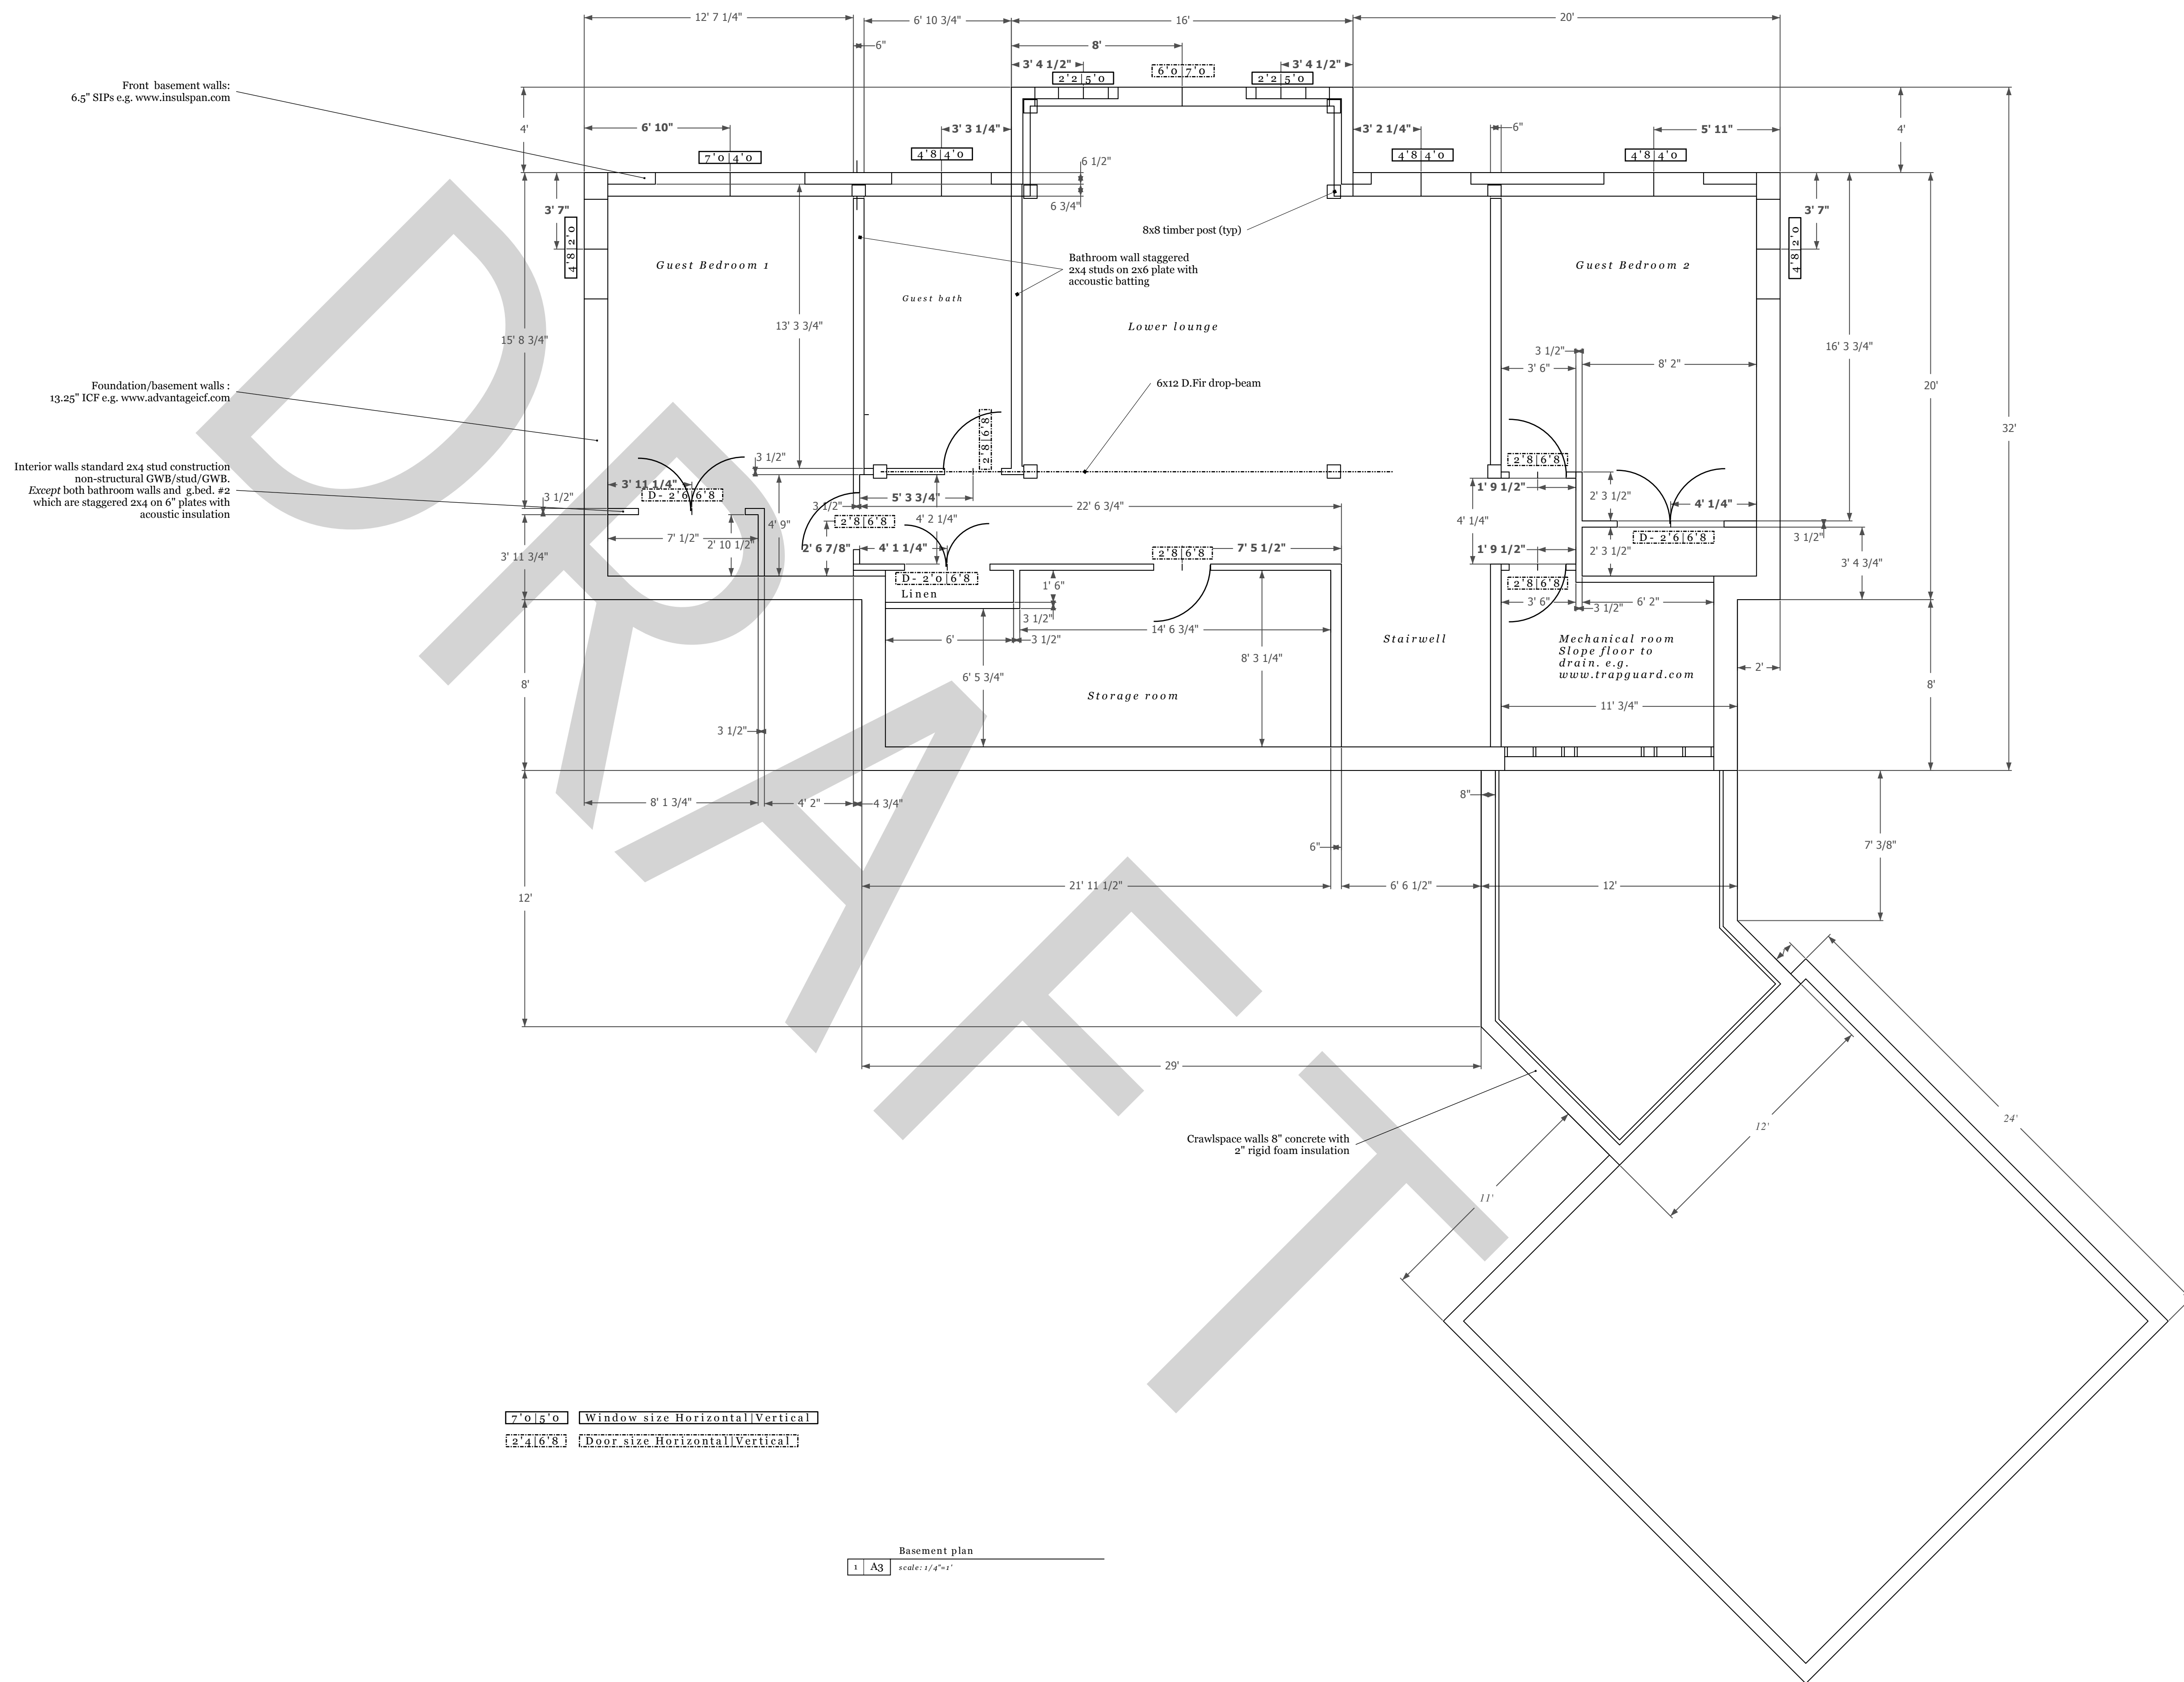 12' 7 1/4"
6' 10 3/4"
16'
20'
6"
8'
3' 4 1/2"
3' 4 1/2"
2'2|5'0
6'0|7'0
2'2|5'0
Front basement walls:
6.5" SIPs e.g. www.insulspan.com
4'
6' 10"
3' 3 1/4"
3' 2 1/4"
6"
5' 11"
4'
7'0|4'0
4'8|4'0
4'8|4'0
4'8|4'0
6 1/2"
6 3/4"
3' 7"
4'8|2'0
3' 7"
4'8|2'0
8x8 timber post (typ)
Guest Bedroom 1
Guest bath
Bathroom wall staggered
2x4 studs on 2x6 plate with
accoustic batting
Guest Bedroom 2
Lower lounge
15' 8 3/4"
13' 3 3/4"
3 1/2"
3' 6"
8' 2"
16' 3 3/4"
20'
32'
Foundation/basement walls :
13.25" ICF e.g. www.advantageicf.com
6x12 D.Fir drop-beam
2'8|6'8
Interior walls standard 2x4 stud construction
non-structural GWB/stud/GWB.
Except both bathroom walls and g.bed. #2
which are staggered 2x4 on 6" plates with
acoustic insulation
3 1/2"
3' 11 1/4"
D- 2'6|6'8
3 1/2"
3 1/2"
5' 3 3/4"
22' 6 3/4"
2'8|6'8
1' 9 1/2"
2' 3 1/2"
4' 1/4"
4' 9"
2'8|6'8
4' 2 1/4"
4' 1/4"
7' 1/2"
2' 10 1/2"
2' 6 7/8"
4' 1 1/4"
2'8|6'8
7' 5 1/2"
1' 9 1/2"
2' 3 1/2"
D- 2'6|6'8
3 1/2"
3' 11 3/4"
3' 4 3/4"
D- 2'0|6'8
Linen
1' 6"
2'8|6'8
3' 6"
3 1/2"
6' 2"
3 1/2"
6'
3 1/2"
14' 6 3/4"
Stairwell
Mechanical room
Slope floor to
drain. e.g.
www.trapguard.com
8' 3 1/4"
2'
8'
6' 5 3/4"
Storage room
8'
11' 3/4"
3 1/2"
8' 1 3/4"
4' 2"
4 3/4"
8"
6"
7' 3/8"
12'
21' 11 1/2"
6' 6 1/2"
12'
29'
Crawlspace walls 8" concrete with
2" rigid foam insulation
12'
24'
11'
DRAFT
7'0|5'0 Window size Horizontal|Vertical
2'4|6'8 Door size Horizontal|Vertical
Basement plan
1 A3 scale: 1/4"=1'